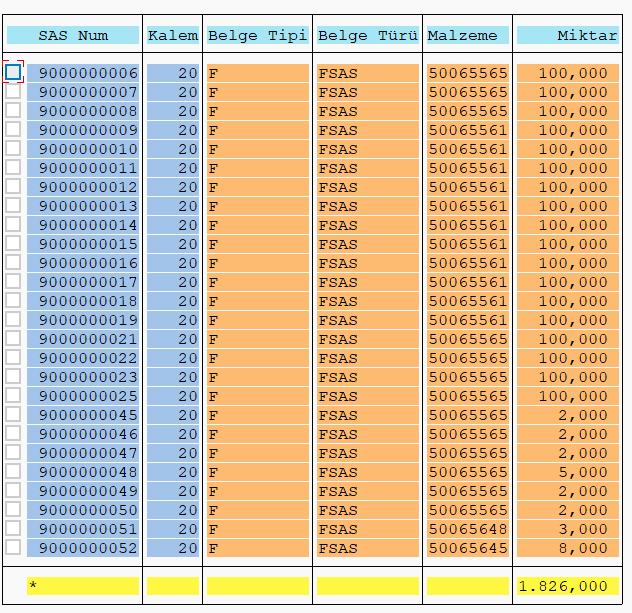 SAS Num Kalem Belge Tipi Belge Türü Malzeme Miktar
9000000006 20 F FSAS 50065565 100,000
9000000007 20 F FSAS 50065565 100,000
9000000008 20 F FSAS 50065565 100,000
9000000009 20 F FSAS 50065561 100,000
9000000010 20 F FSAS 50065561 100,000
9000000011 20 F FSAS 50065561 100,000
9000000012 20 F FSAS 50065561 100,000
9000000013 20 F FSAS 50065561 100,000
9000000014 20 F FSAS 50065561 100,000
9000000015 20 F FSAS 50065561 100,000
9000000016 20 F FSAS 50065561 100,000
9000000017 20 F FSAS 50065561 100,000
9000000018 20 F FSAS 50065561 100,000
9000000019 20 F FSAS 50065561 100,000
9000000021 20 F FSAS 50065565 100,000
9000000022 20 F FSAS 50065565 100,000
9000000023 20 F FSAS 50065565 100,000
9000000025 20 F FSAS 50065565 100,000
9000000045 20 F FSAS 50065565 2,000
9000000046 20 F FSAS 50065565 2,000
9000000047 20 F FSAS 50065565 2,000
9000000048 20 F FSAS 50065565 5,000
9000000049 20 F FSAS 50065565 2,000
9000000050 20 F FSAS 50065565 2,000
9000000051 20 F FSAS 50065648 3,000
9000000052 20 F FSAS 50065645 8,000
* 1.826,000